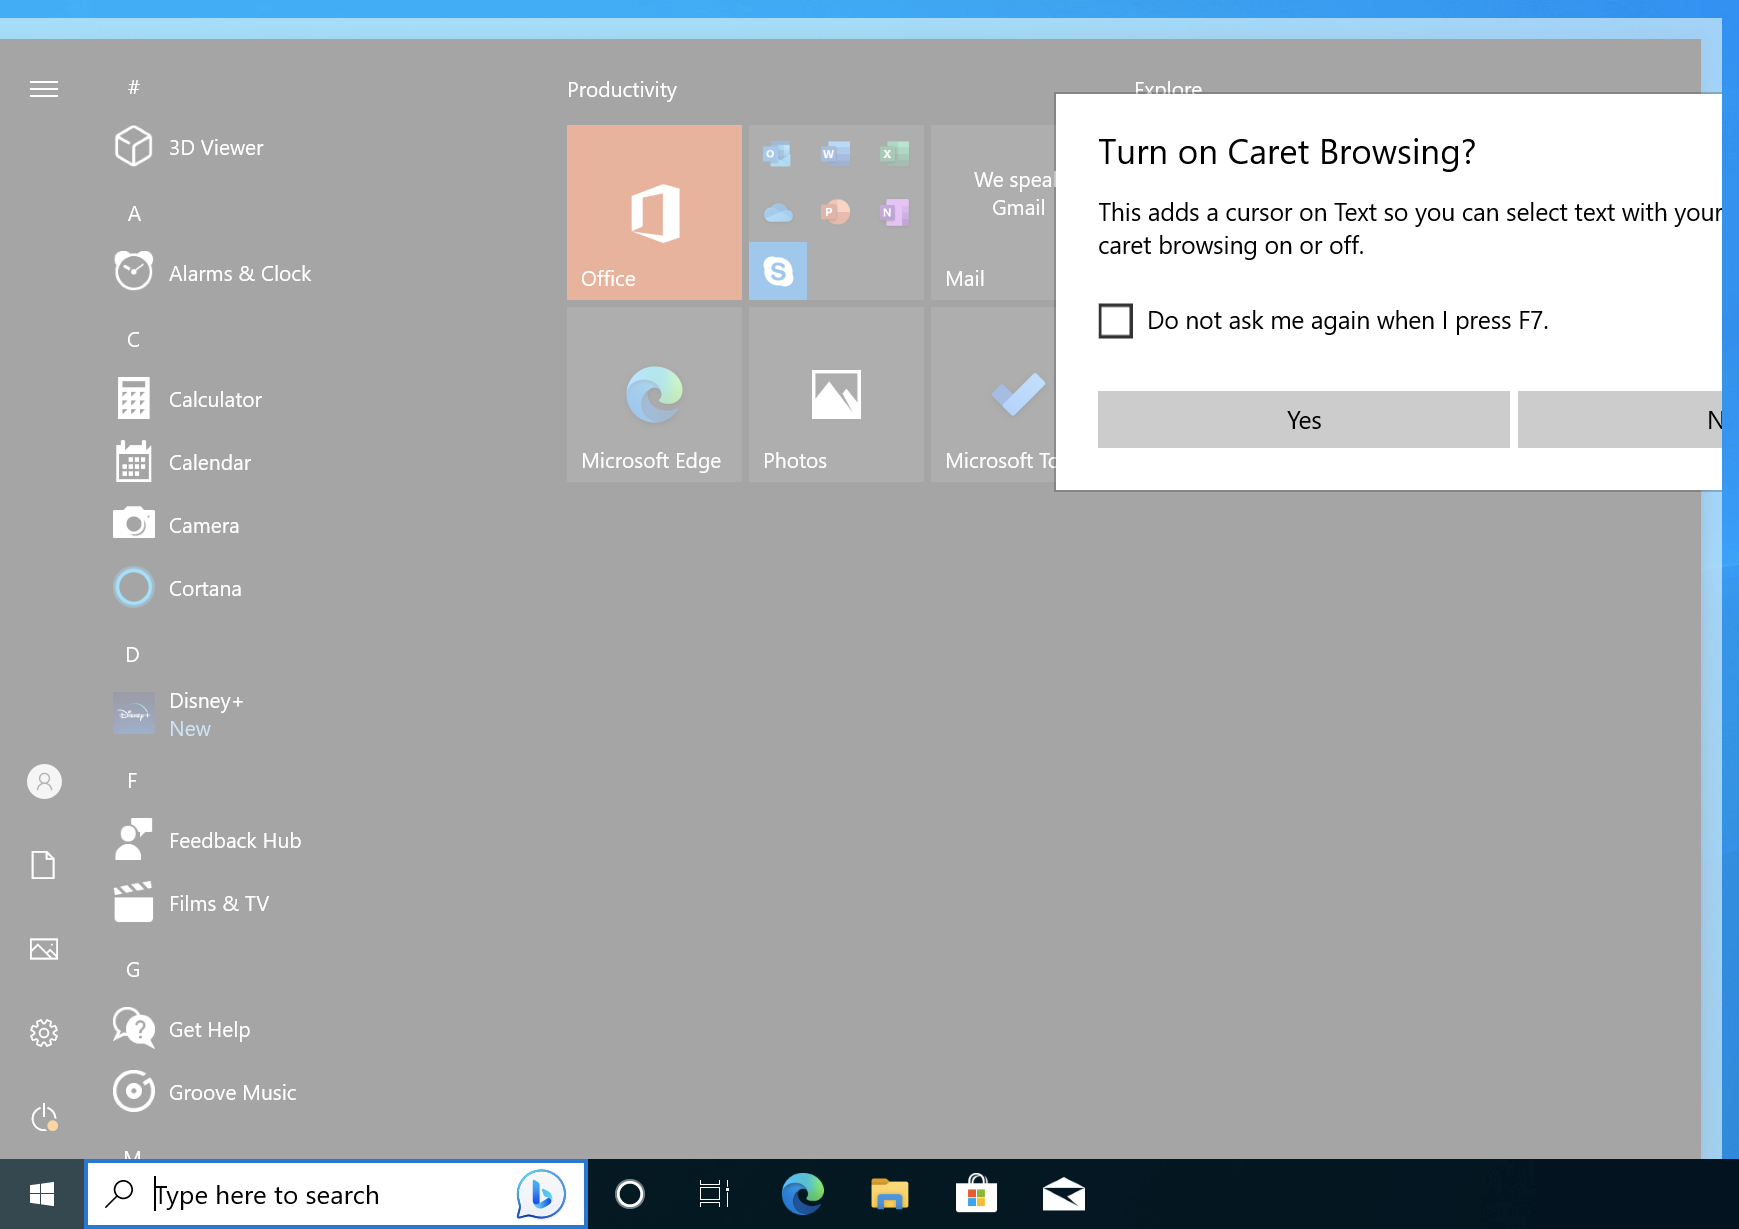 #
3D Viewer
A
Alarms & Clock
C
Calculator
Calendar
Camera
Cortana
D
Disney+
Disney+
New
F
Feedback Hub
Films & TV
G
Get Help
Groove Music
M
Productivity
Office
O
W
X
P
N
S
We speak
Gmail
Mail
Microsoft Edge
Photos
Microsoft To
Explore
Turn on Caret Browsing?
This adds a cursor on Text so you can select text with your
caret browsing on or off.
Do not ask me again when I press F7.
Yes
N
Type here to search
b